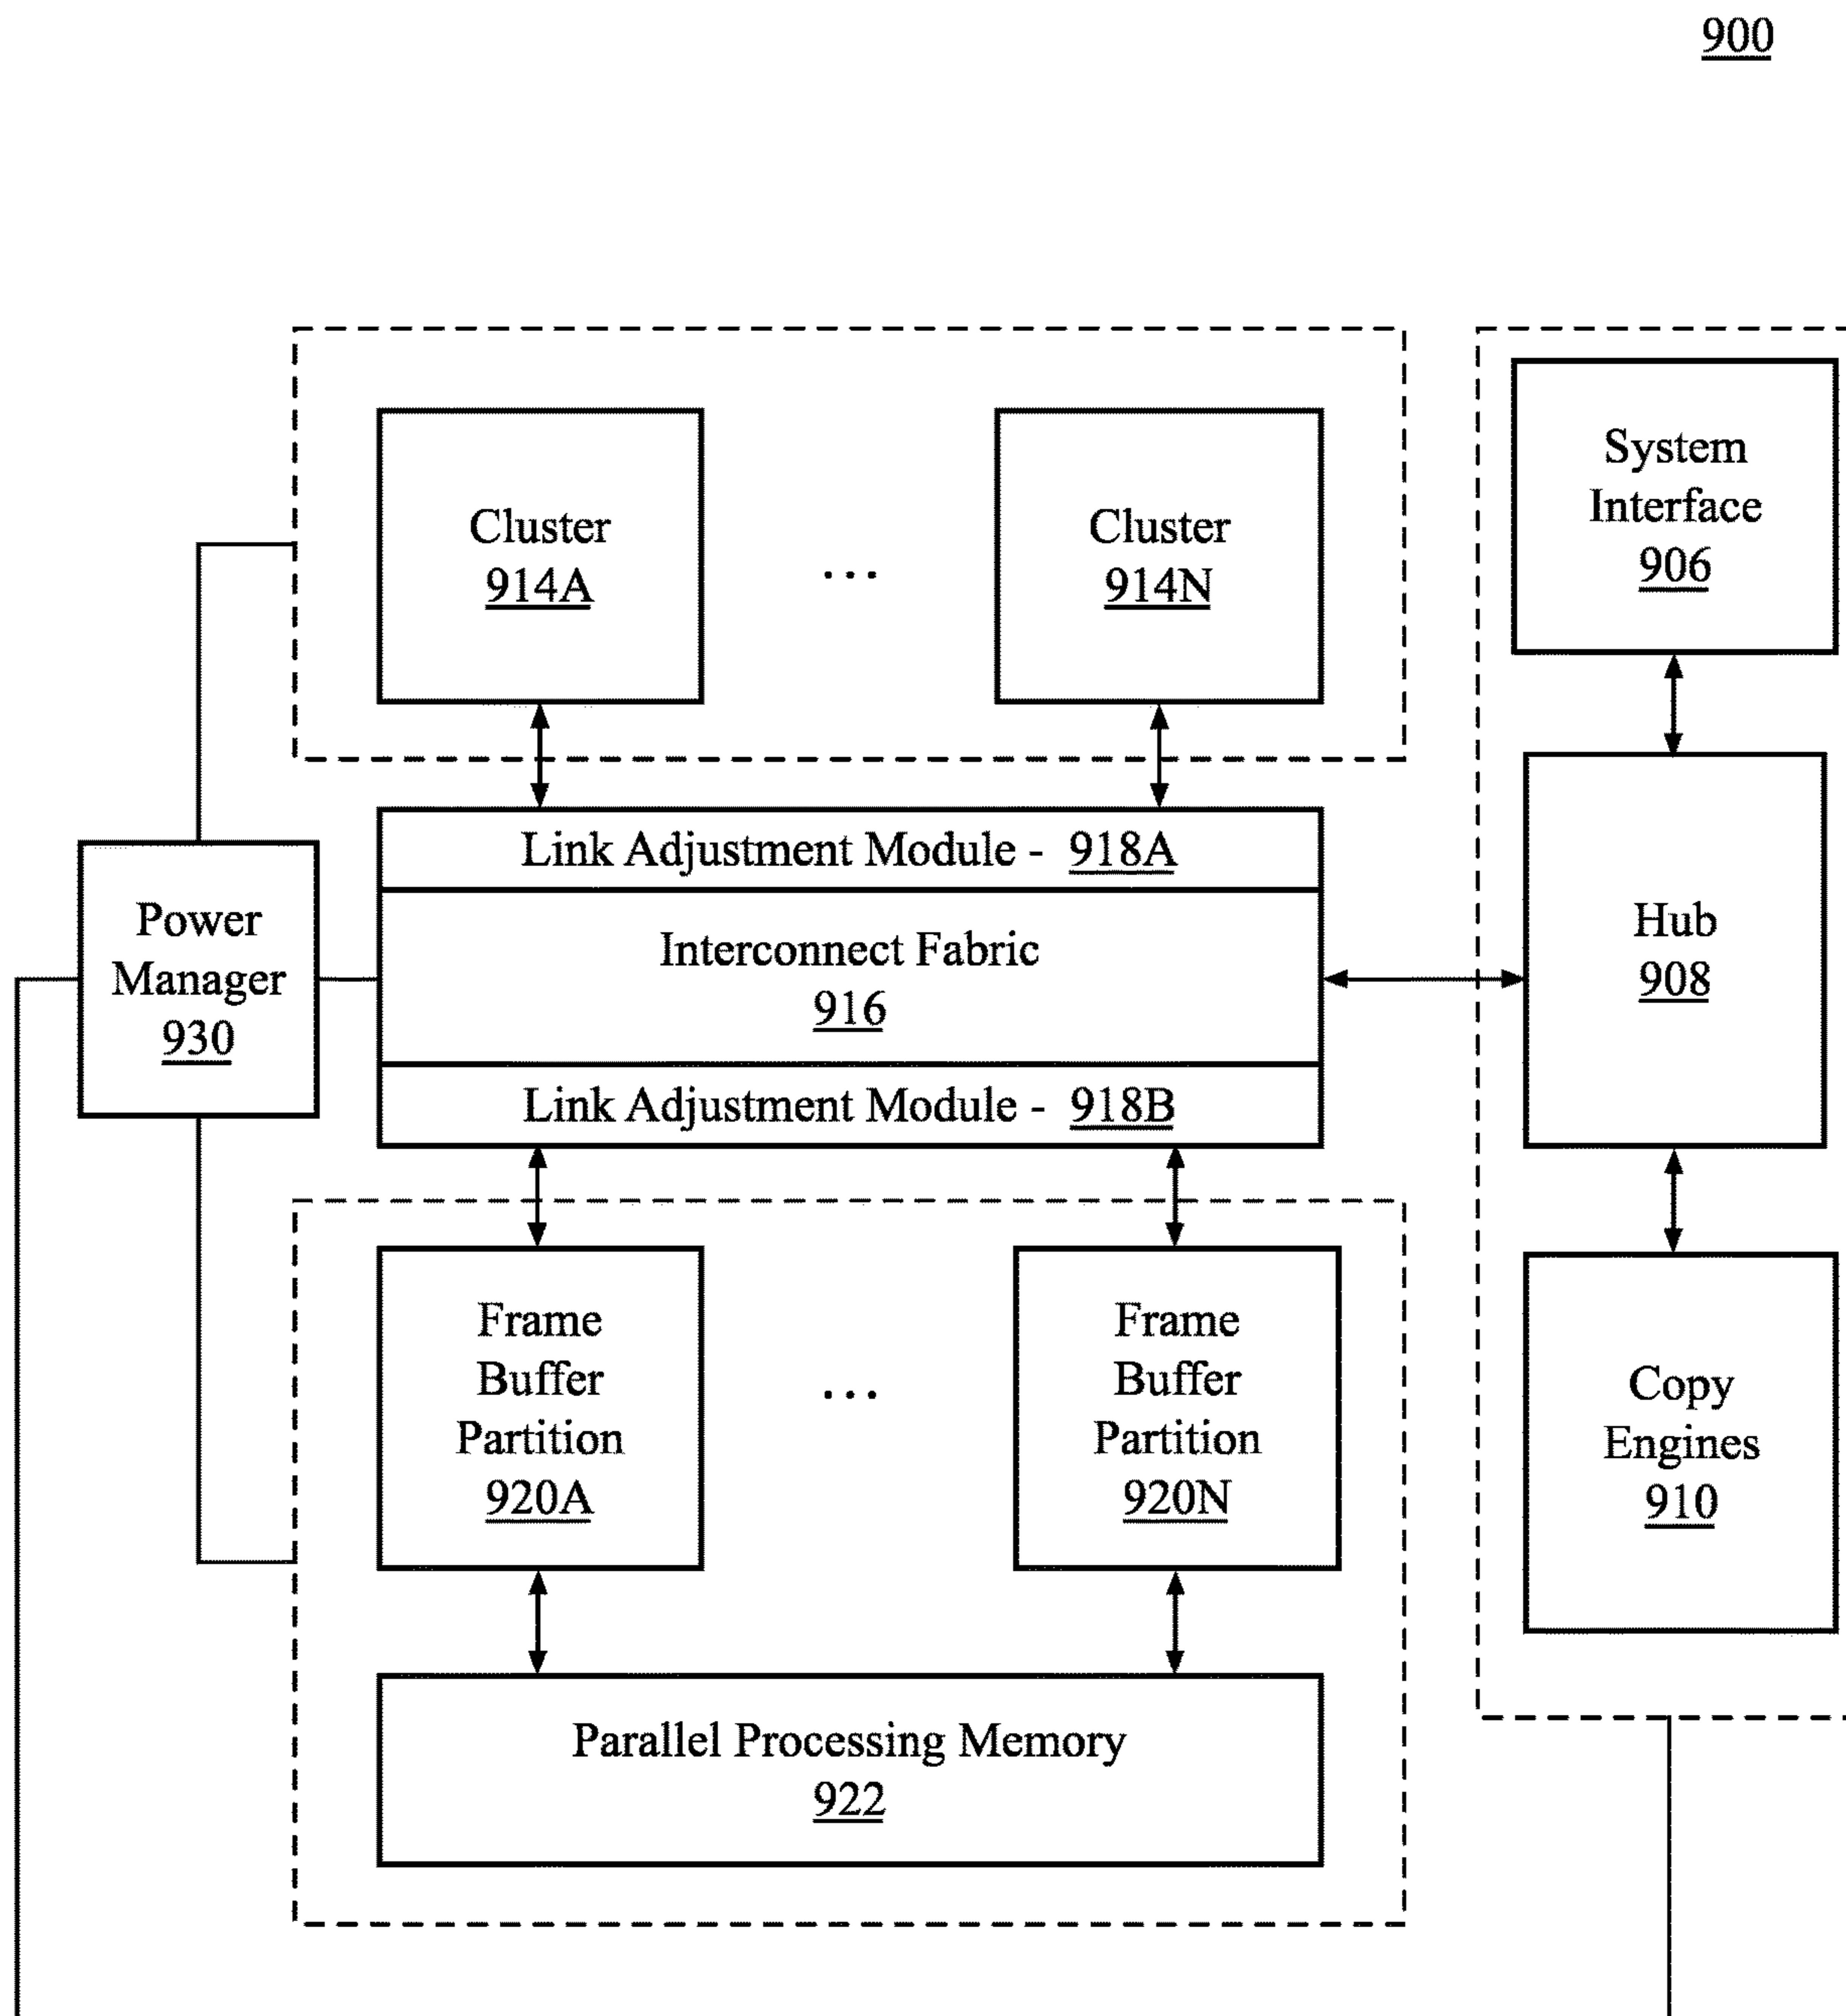 900
Cluster
914A
...
Cluster
914N
System
Interface
906
Link Adjustment Module - 918A
Power
Manager
930
Interconnect Fabric
916
Hub
908
Link Adjustment Module - 918B
Frame
Buffer
Partition
920A
...
Frame
Buffer
Partition
920N
Copy
Engines
910
Parallel Processing Memory
922